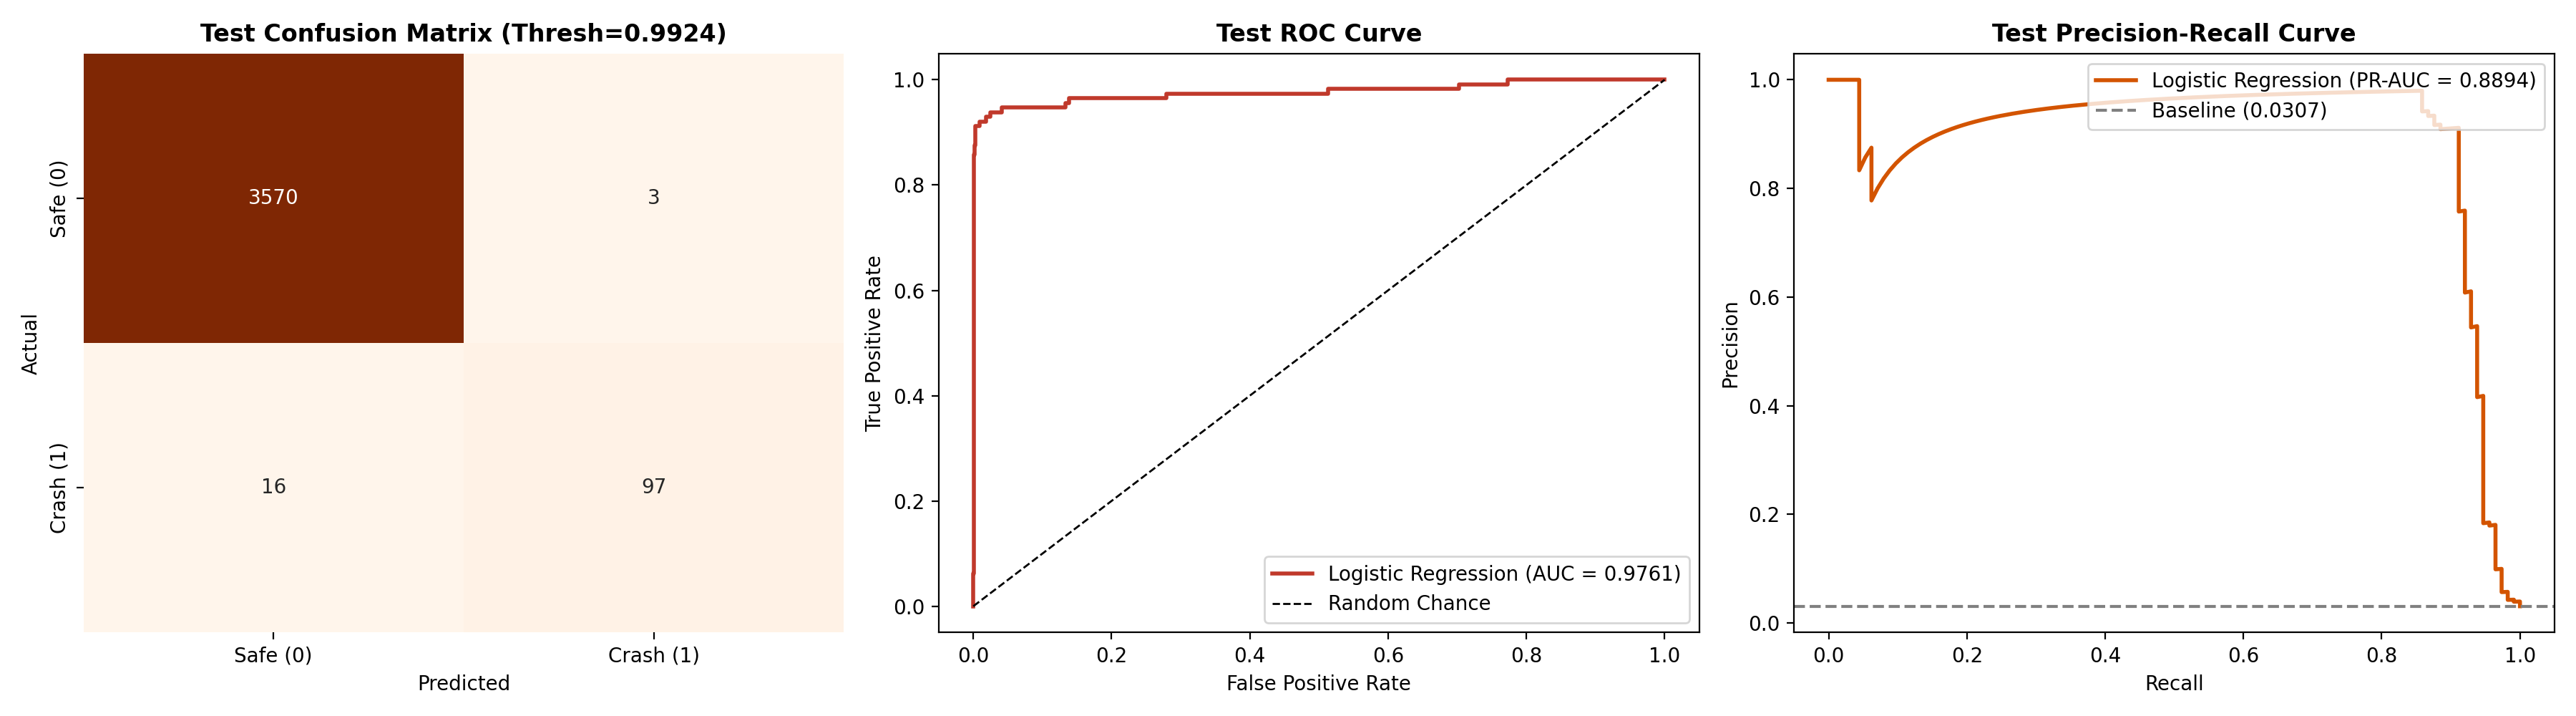 Test Confusion Matrix (Thresh=0.9924)
Actual
Safe (0)
Crash (1)
3570
3
16
97
Safe (0)
Crash (1)
Predicted
Test ROC Curve
True Positive Rate
1.0
0.8
0.6
0.4
0.2
0.0
Logistic Regression (AUC = 0.9761)
Random Chance
0.0
0.2
0.4
0.6
0.8
1.0
False Positive Rate
Test Precision-Recall Curve
Precision
1.0
0.8
0.6
0.4
0.2
0.0
Logistic Regression (PR-AUC = 0.8894)
Baseline (0.0307)
0.0
0.2
0.4
0.6
0.8
1.0
Recall